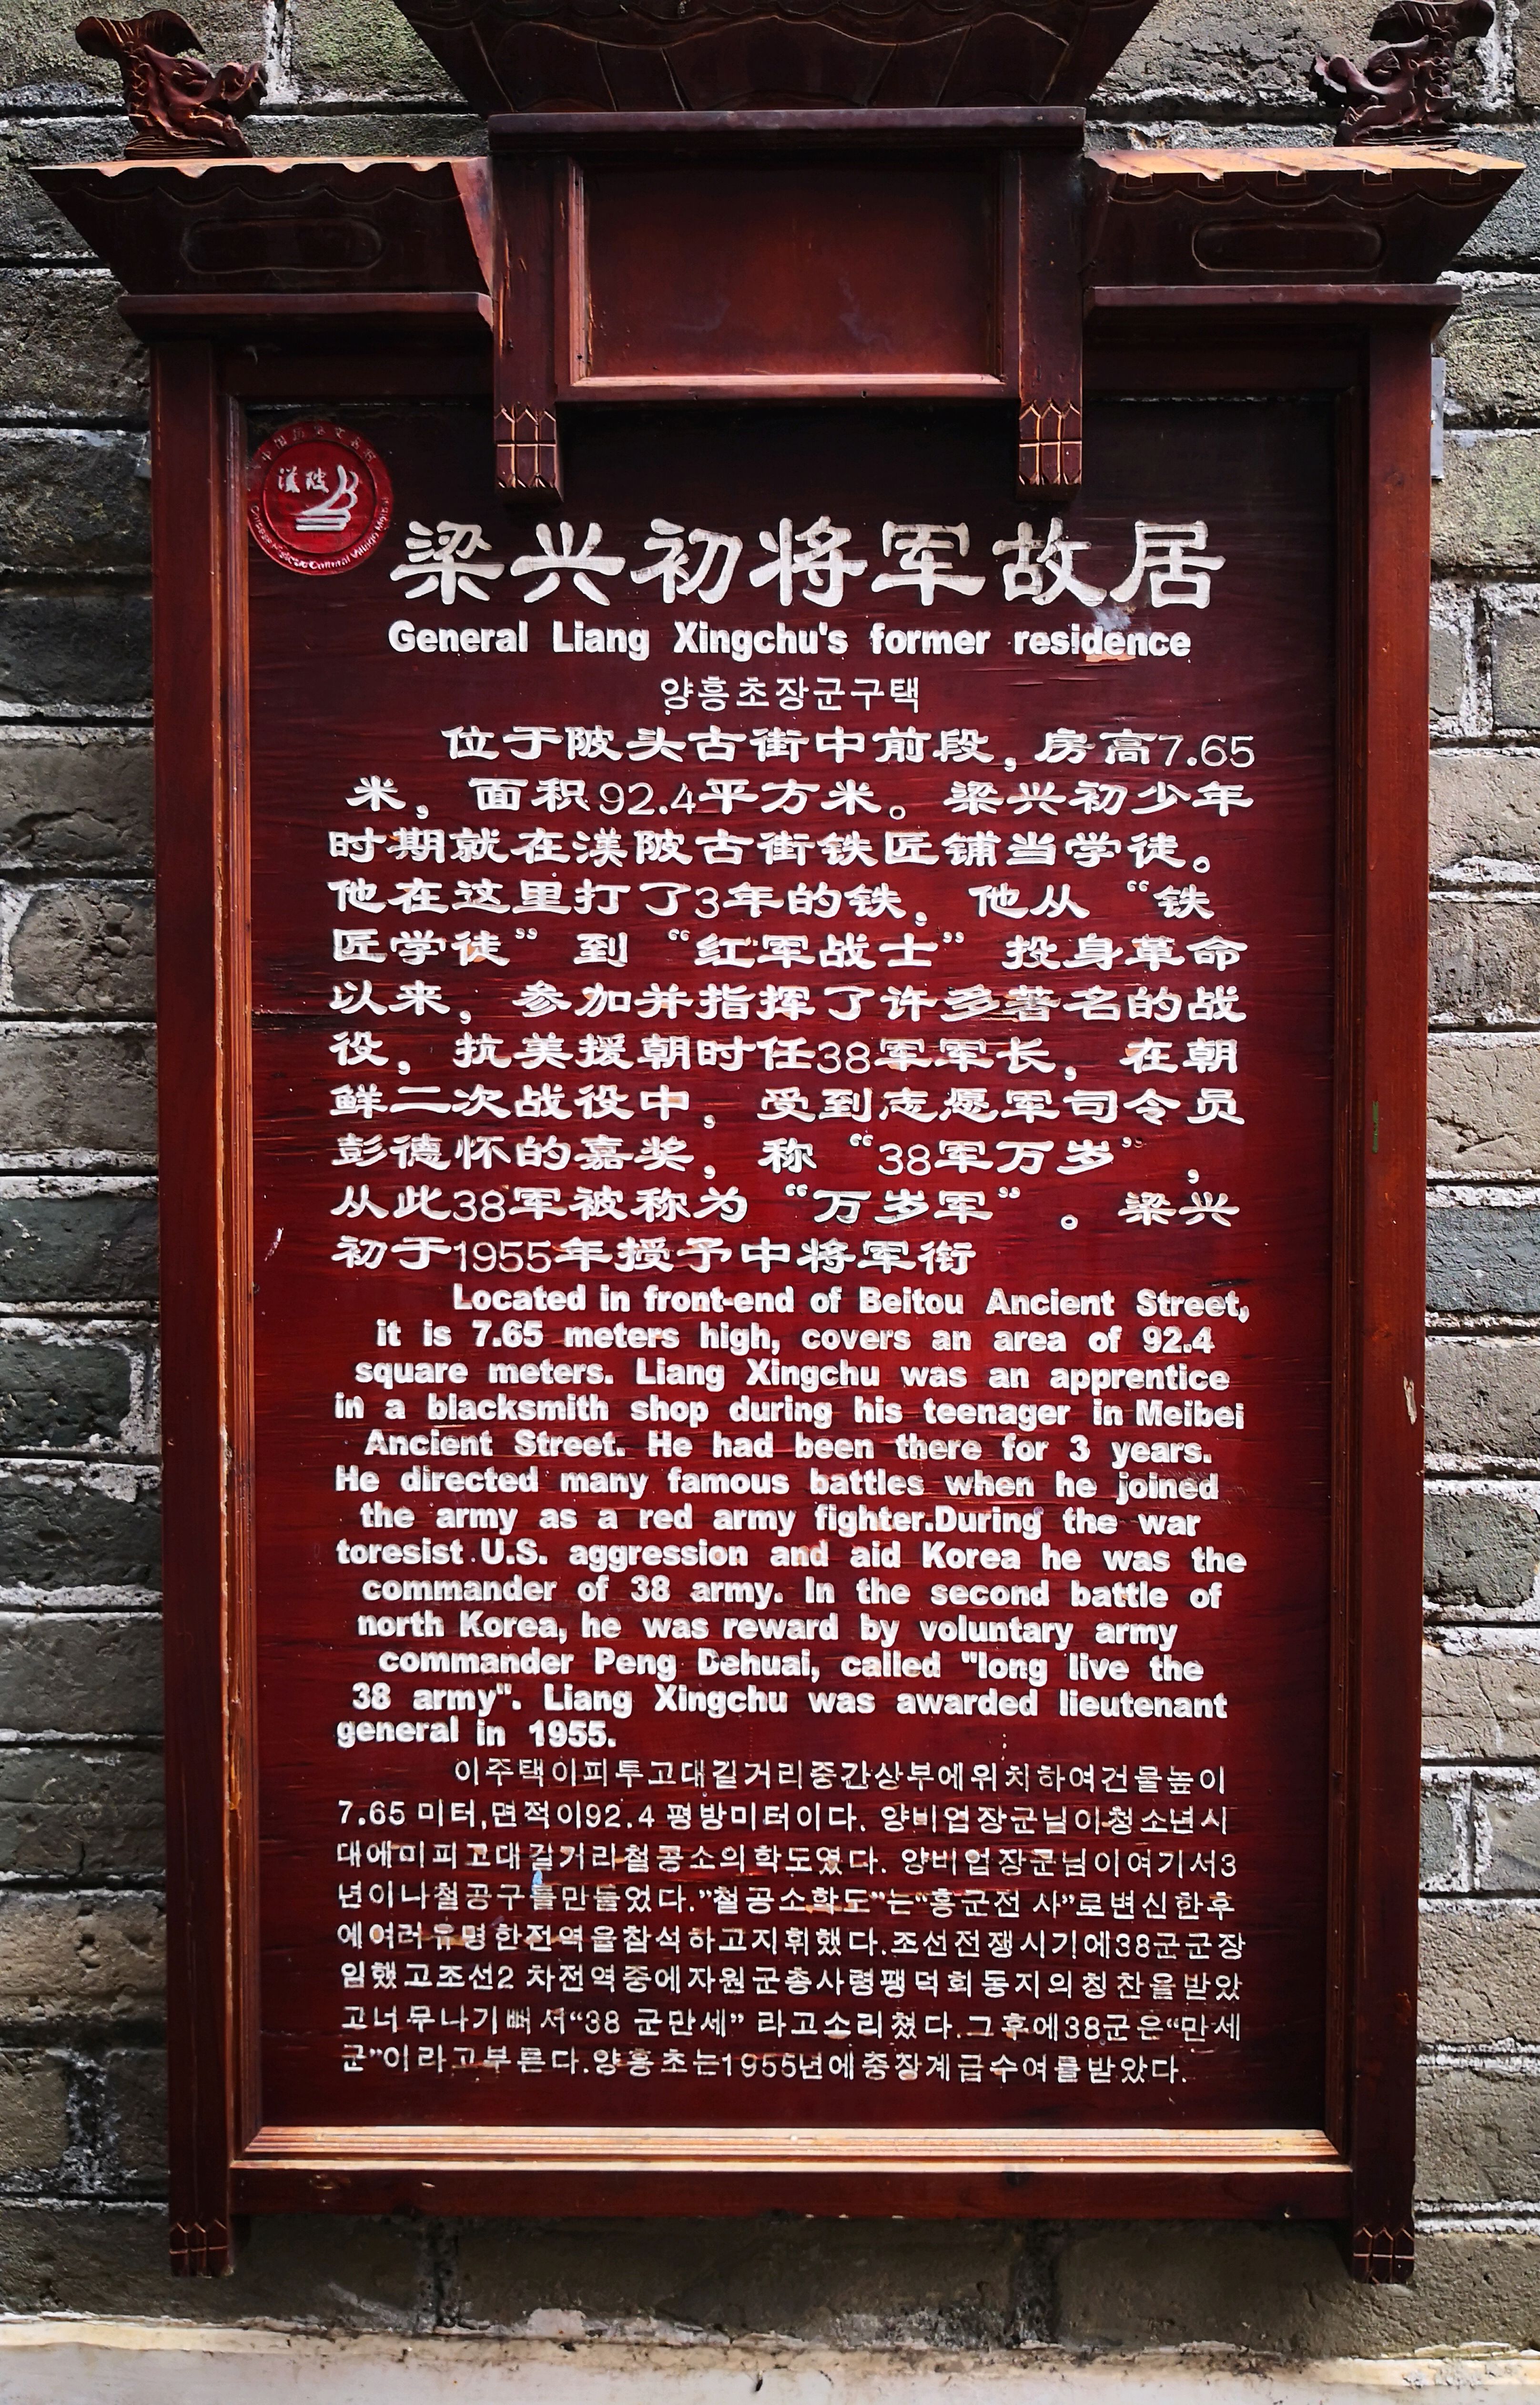 渼陂
梁兴初将军故居
General Liang Xingchu's former residence
양흥초장군구택
位于陂头古街中前段，房高7.65
米，面积92.4平方米。梁兴初少年
时期就在渼陂古街铁匠铺当学徒。
他在这里打了3年的铁，他从“铁
匠学徒”到“红军战士”投身革命
以来，参加并指挥了许多著名的战
役，抗美援朝时任38军军长，在朝
鲜二次战役中，受到志愿军司令员
彭德怀的嘉奖，称“38军万岁”，
从此38军被称为“万岁军”。梁兴
初于1955年授予中将军衔
Located in front-end of Beitou Ancient Street,
it is 7.65 meters high, covers an area of 92.4
square meters. Liang Xingchu was an apprentice
in a blacksmith shop during his teenager in Meibei
Ancient Street. He had been there for 3 years.
He directed many famous battles when he joined
the army as a red army fighter.During the war
toresist U.S. aggression and aid Korea he was the
commander of 38 army. In the second battle of
north Korea, he was reward by voluntary army
commander Peng Dehuai, called "long live the
38 army". Liang Xingchu was awarded lieutenant
general in 1955.
이주택이피투고대길거리중간상부에위치하여건물높이
7.65 미터,면적이92.4 평방미터이다. 양비업장군님이청소년시
대에미피고대길거리철공소의학도였다. 양비업장군님이여기서3
년이나철공구를만들었다.”철공소학도”는“홍군전 사”로변신한후
에여러유명한전역을참석하고지휘했다.조선전쟁시기에38군군장
임했고조선2 차전역중에자원군총사령팽덕회동지의칭찬을받았
고너무나기뻐서“38 군만세” 라고소리쳤다.그후에38군은“만세
군”이라고부른다.양흥초는1955년에중장계급수여를받았다.